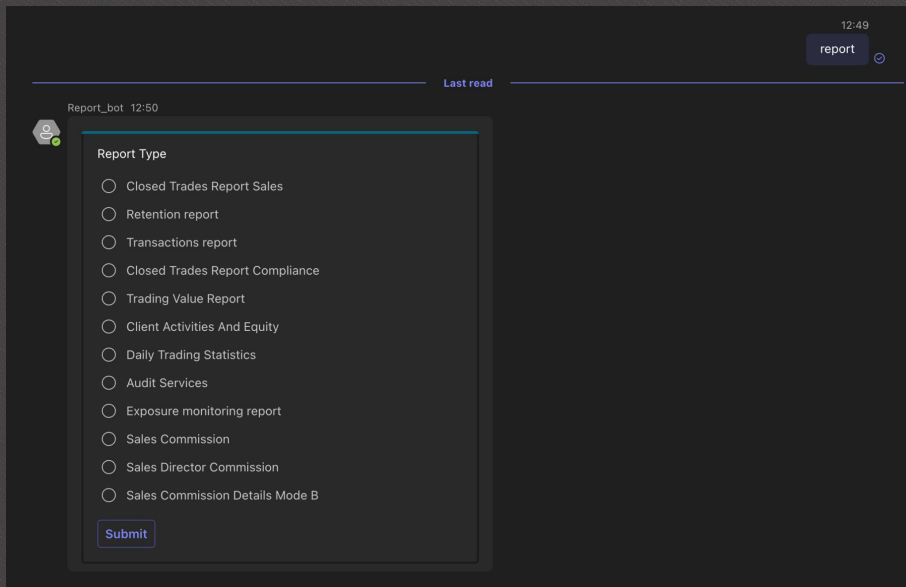 12:49
report
Last read
Report_bot 12:50
Report Type
Closed Trades Report Sales
Retention report
Transactions report
Closed Trades Report Compliance
Trading Value Report
Client Activities And Equity
Daily Trading Statistics
Audit Services
Exposure monitoring report
Sales Commission
Sales Director Commission
Sales Commission Details Mode B
Submit